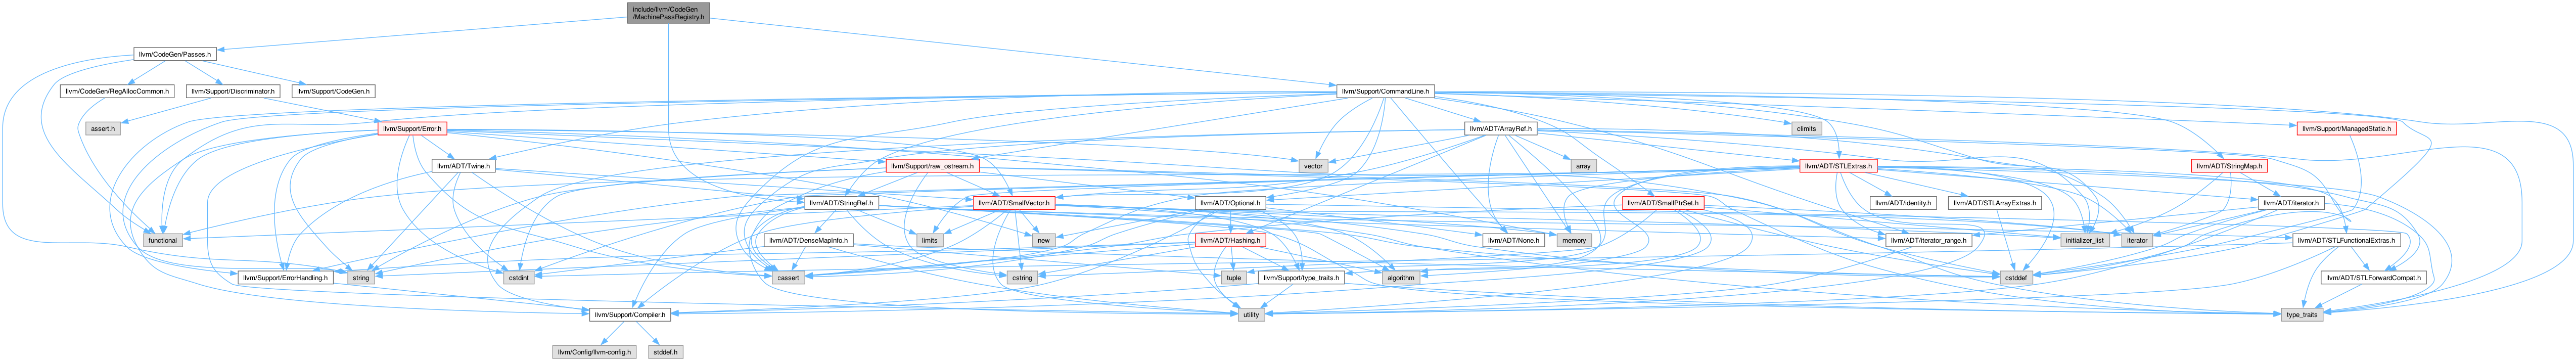 include/llvm/CodeGen
/MachinePassRegistry.h
llvm/CodeGen/Passes.h
llvm/CodeGen/RegAllocCommon.h
llvm/Support/Discriminator.h
llvm/Support/CodeGen.h
llvm/Support/CommandLine.h
assert.h
llvm/Support/Error.h
llvm/ADT/ArrayRef.h
climits
llvm/Support/ManagedStatic.h
llvm/ADT/Twine.h
llvm/Support/raw_ostream.h
vector
array
llvm/ADT/STLExtras.h
llvm/ADT/StringMap.h
llvm/ADT/StringRef.h
llvm/ADT/SmallVector.h
llvm/ADT/Optional.h
llvm/ADT/SmallPtrSet.h
llvm/ADT/identity.h
llvm/ADT/STLArrayExtras.h
llvm/ADT/iterator.h
functional
llvm/ADT/DenseMapInfo.h
limits
new
llvm/ADT/Hashing.h
llvm/ADT/None.h
memory
llvm/ADT/iterator_range.h
initializer_list
iterator
llvm/ADT/STLFunctionalExtras.h
llvm/Support/ErrorHandling.h
string
cstdint
cassert
cstring
tuple
llvm/Support/type_traits.h
algorithm
cstddef
llvm/ADT/STLForwardCompat.h
llvm/Support/Compiler.h
utility
type_traits
llvm/Config/llvm-config.h
stddef.h